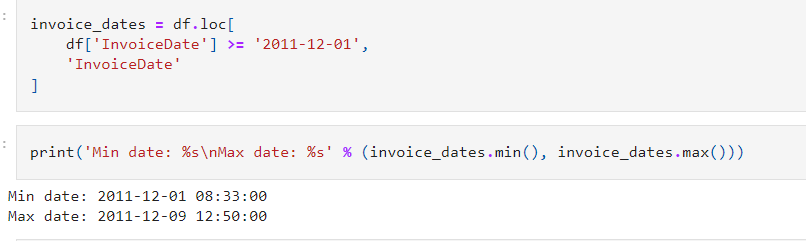 :
invoice_dates = df.loc[
    df['InvoiceDate'] >= '2011-12-01',
    'InvoiceDate'
]
:
print('Min date: %s\nMax date: %s' % (invoice_dates.min(), invoice_dates.max()))
Min date: 2011-12-01 08:33:00
Max date: 2011-12-09 12:50:00